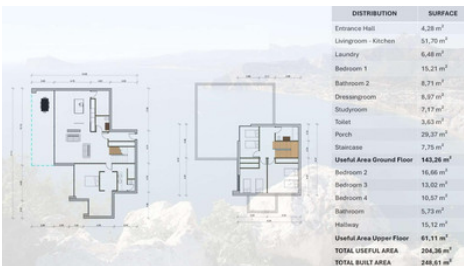 DISTRIBUTION SURFACE
Entrance Hall 4,28 m²
Livingroom - Kitchen 51,70 m²
Laundry 6,48 m²
Bedroom 1 15,21 m²
Bathroom 2 8,71 m²
Dressingroom 8,97 m²
Studyroom 7,17 m²
Toilet 3,63 m²
Porch 29,37 m²
Staircase 7,75 m²
Useful Area Ground Floor 143,26 m²
Bedroom 2 16,66 m²
Bedroom 3 13,02 m²
Bedroom 4 10,57 m²
Bathroom 5,73 m²
Hallway 15,12 m²
Useful Area Upper Floor 61,11 m²
TOTAL USEFUL AREA 204,36 m²
TOTAL BUILT AREA 248,61 m²